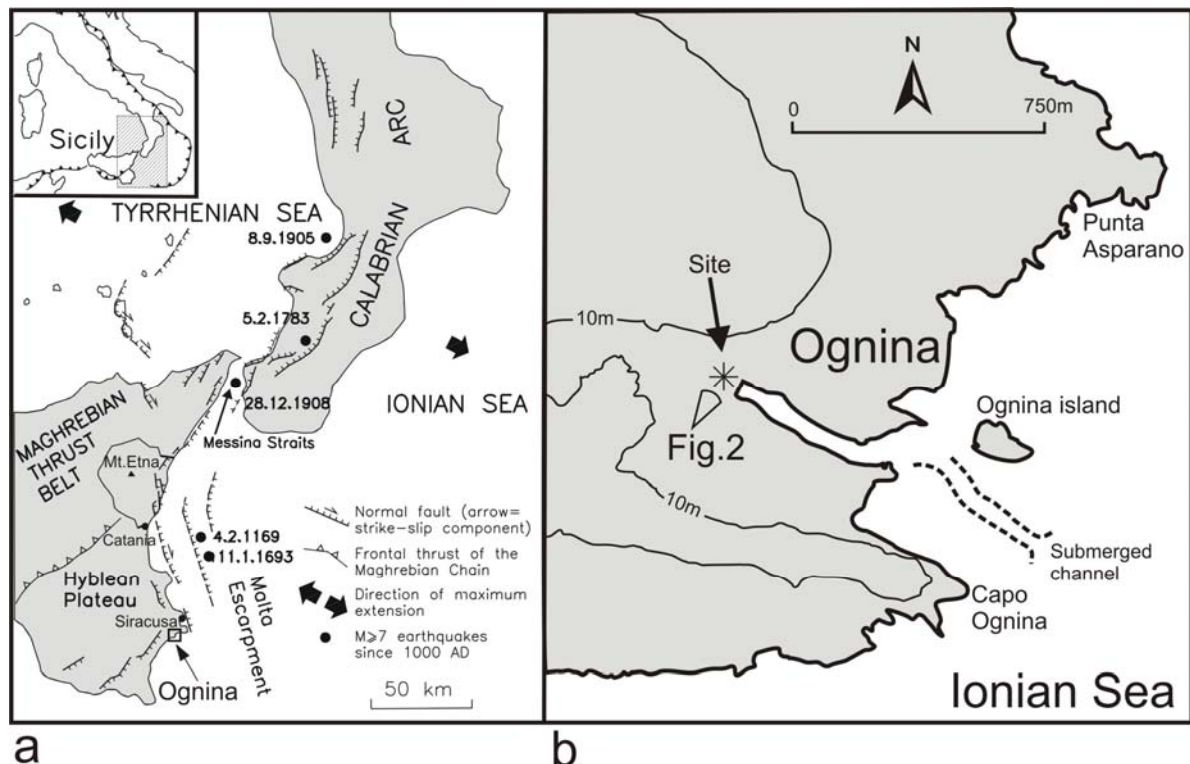 Sicily
TYRRHENIAN SEA
8.9.1905
ARC
CALABRIAN
5.2.1783
28.12.1908
IONIAN SEA
Messina Straits
MAGHREBIAN
THRUST
BELT
Mt.Etna
Catania
4.2.1169
11.1.1693
Hyblean
Plateau
Malta
Escarpment
Siracusa
Ognina
Normal fault (arrow=
strike-slip component)
Frontal thrust of the
Maghrebian Chain
Direction of maximum
extension
M⩾7 earthquakes
since 1000 AD
50 km
a
N
0
750m
Punta
Asparano
Site
10m
Ognina
Ognina island
Fig.2
10m
Submerged
channel
Capo
Ognina
Ionian Sea
b